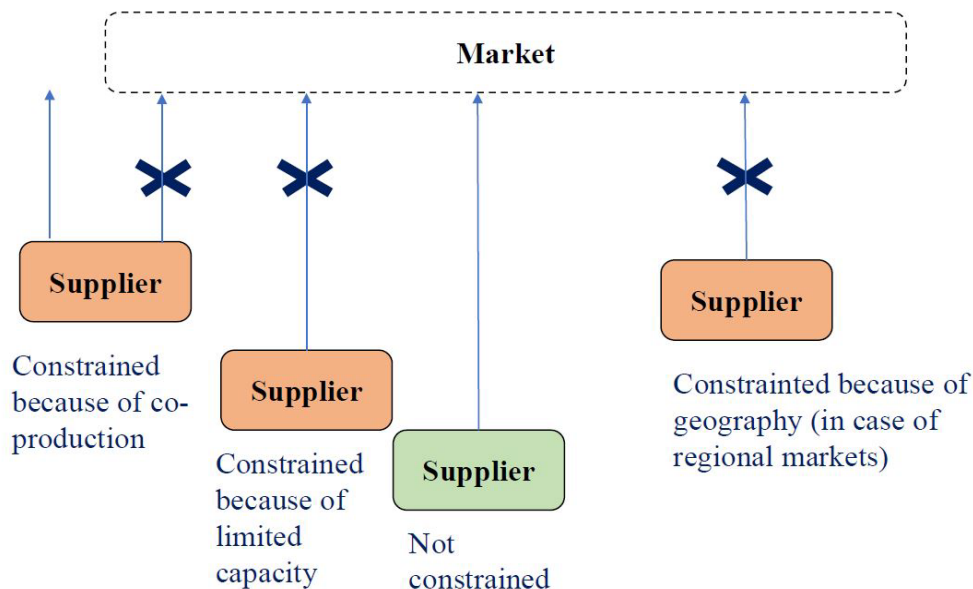 Market
Supplier
Constrained
because of co-
production
Supplier
Constrained
because of
limited
capacity
Supplier
Not
constrained
Supplier
Constrainted because of
geography (in case of
regional markets)